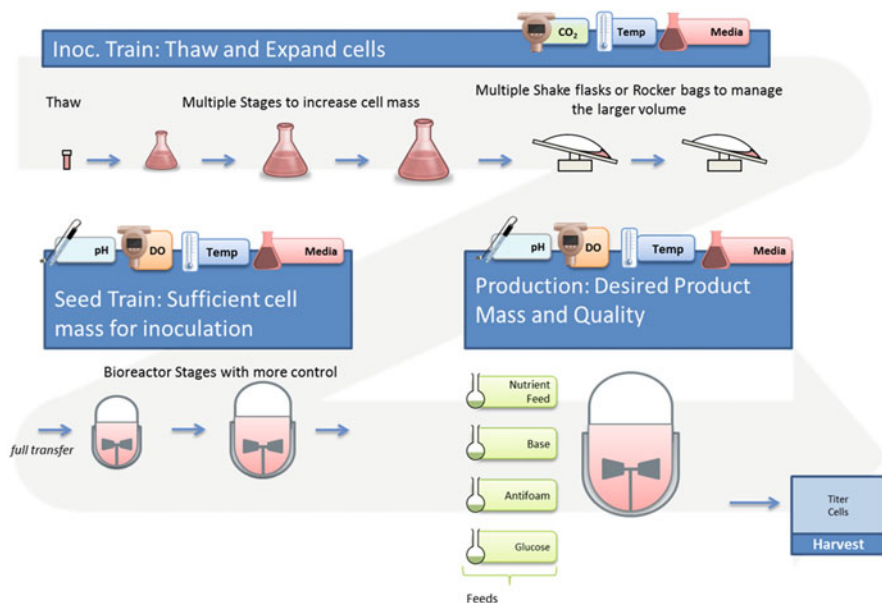 Inoc. Train: Thaw and Expand cells
CO₂
Temp
Media
Thaw
Multiple Stages to increase cell mass
Multiple Shake flasks or Rocker bags to manage
the larger volume
pH
DO
Temp
Media
Seed Train: Sufficient cell
mass for inoculation
Bioreactor Stages with more control
full transfer
pH
DO
Temp
Media
Production: Desired Product
Mass and Quality
Nutrient
Feed
Base
Antifoam
Glucose
Feeds
Titer
Cells
Harvest